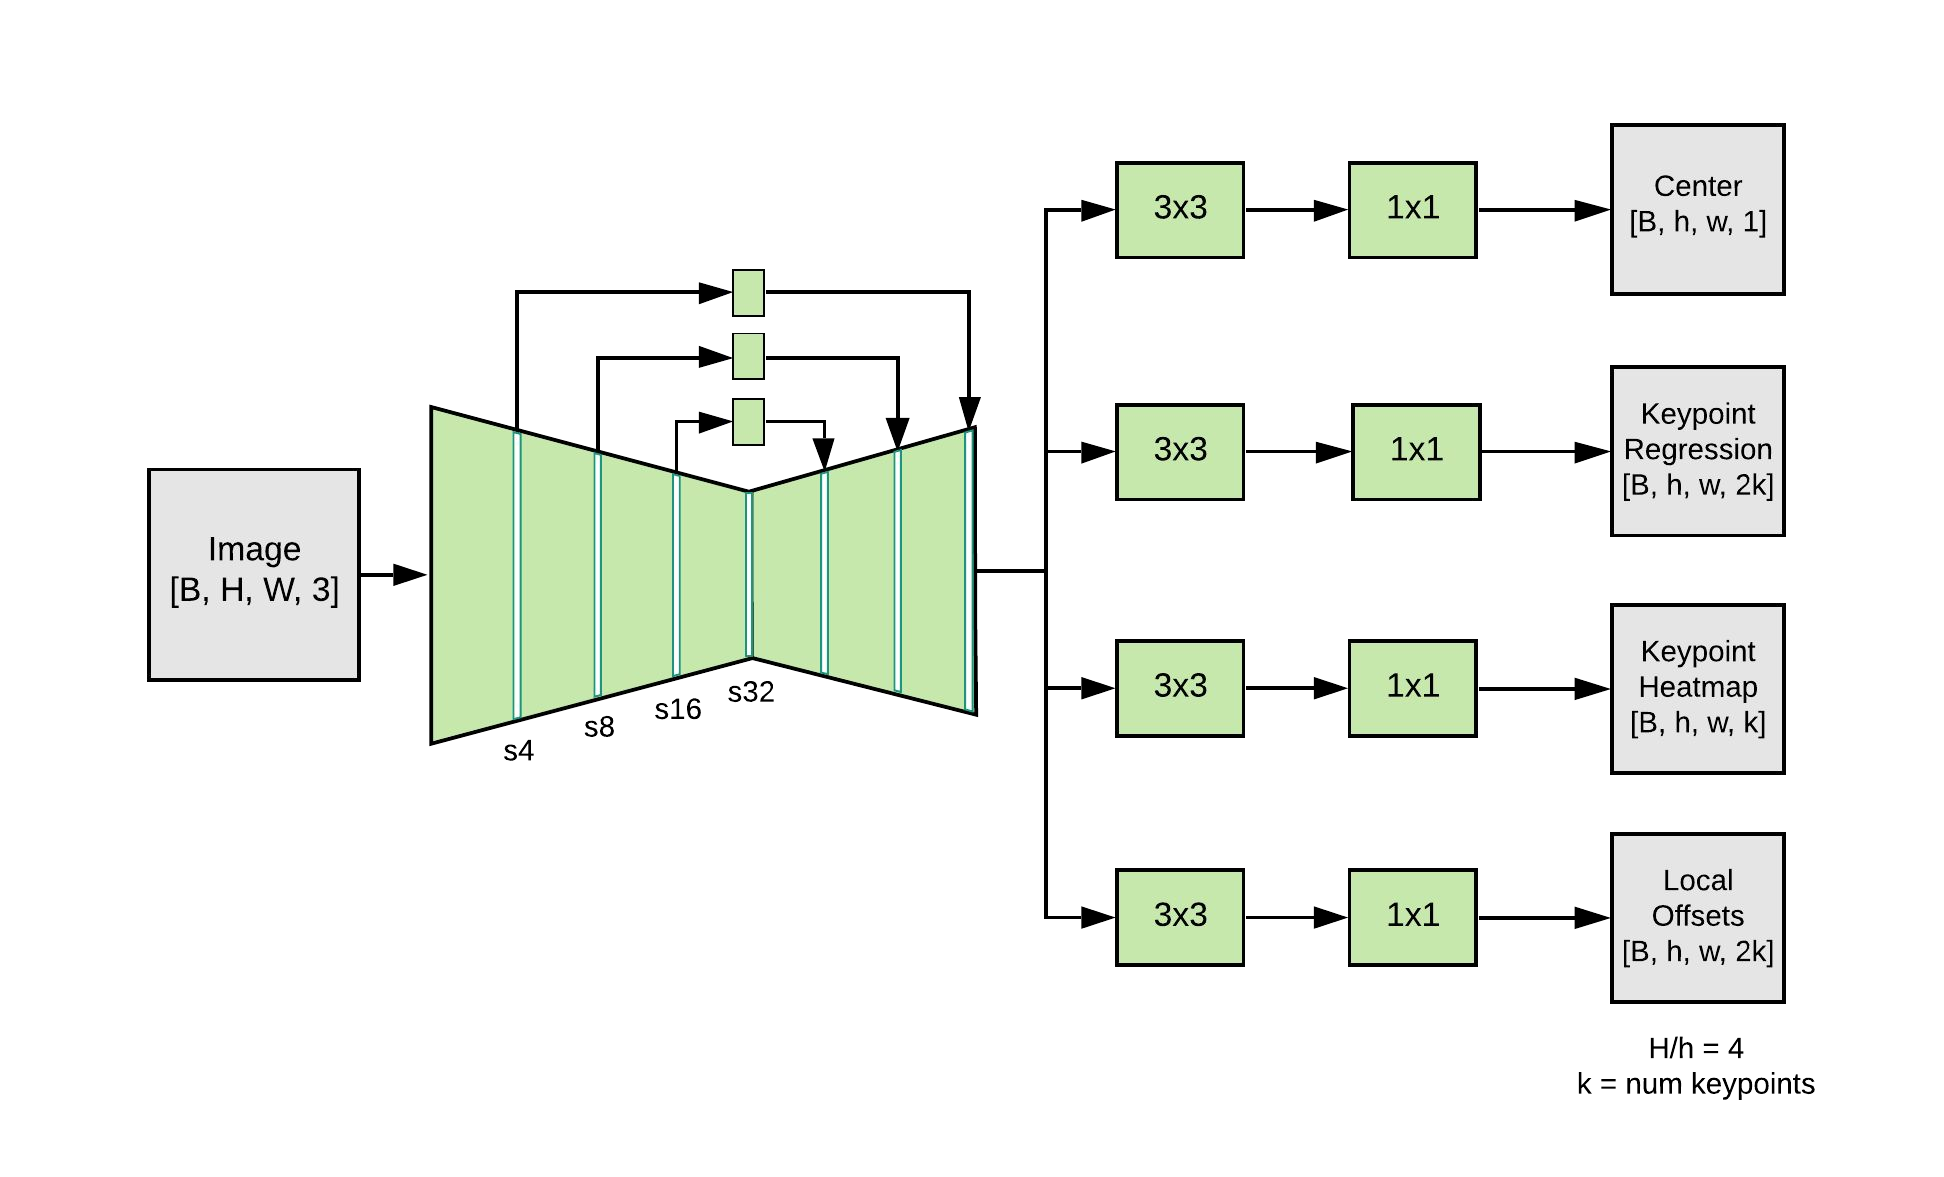 Image
[B, H, W, 3]
s4
s8
s16
s32
3x3
1x1
Center
[B, h, w, 1]
3x3
1x1
Keypoint
Regression
[B, h, w, 2k]
3x3
1x1
Keypoint
Heatmap
[B, h, w, k]
3x3
1x1
Local
Offsets
[B, h, w, 2k]
H/h = 4
k = num keypoints